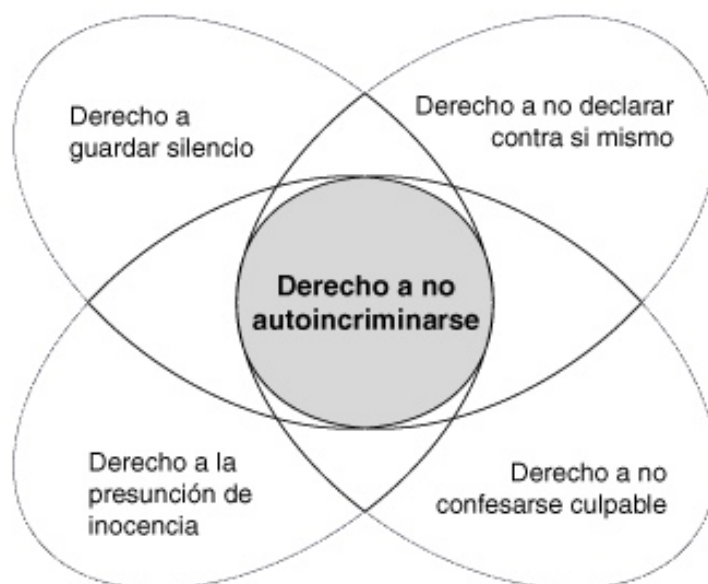 Derecho a
guardar silencio
Derecho a no declarar
contra si mismo
Derecho a no
autoincriminarse
Derecho a la
presunción de
inocencia
Derecho a no
confesarse culpable